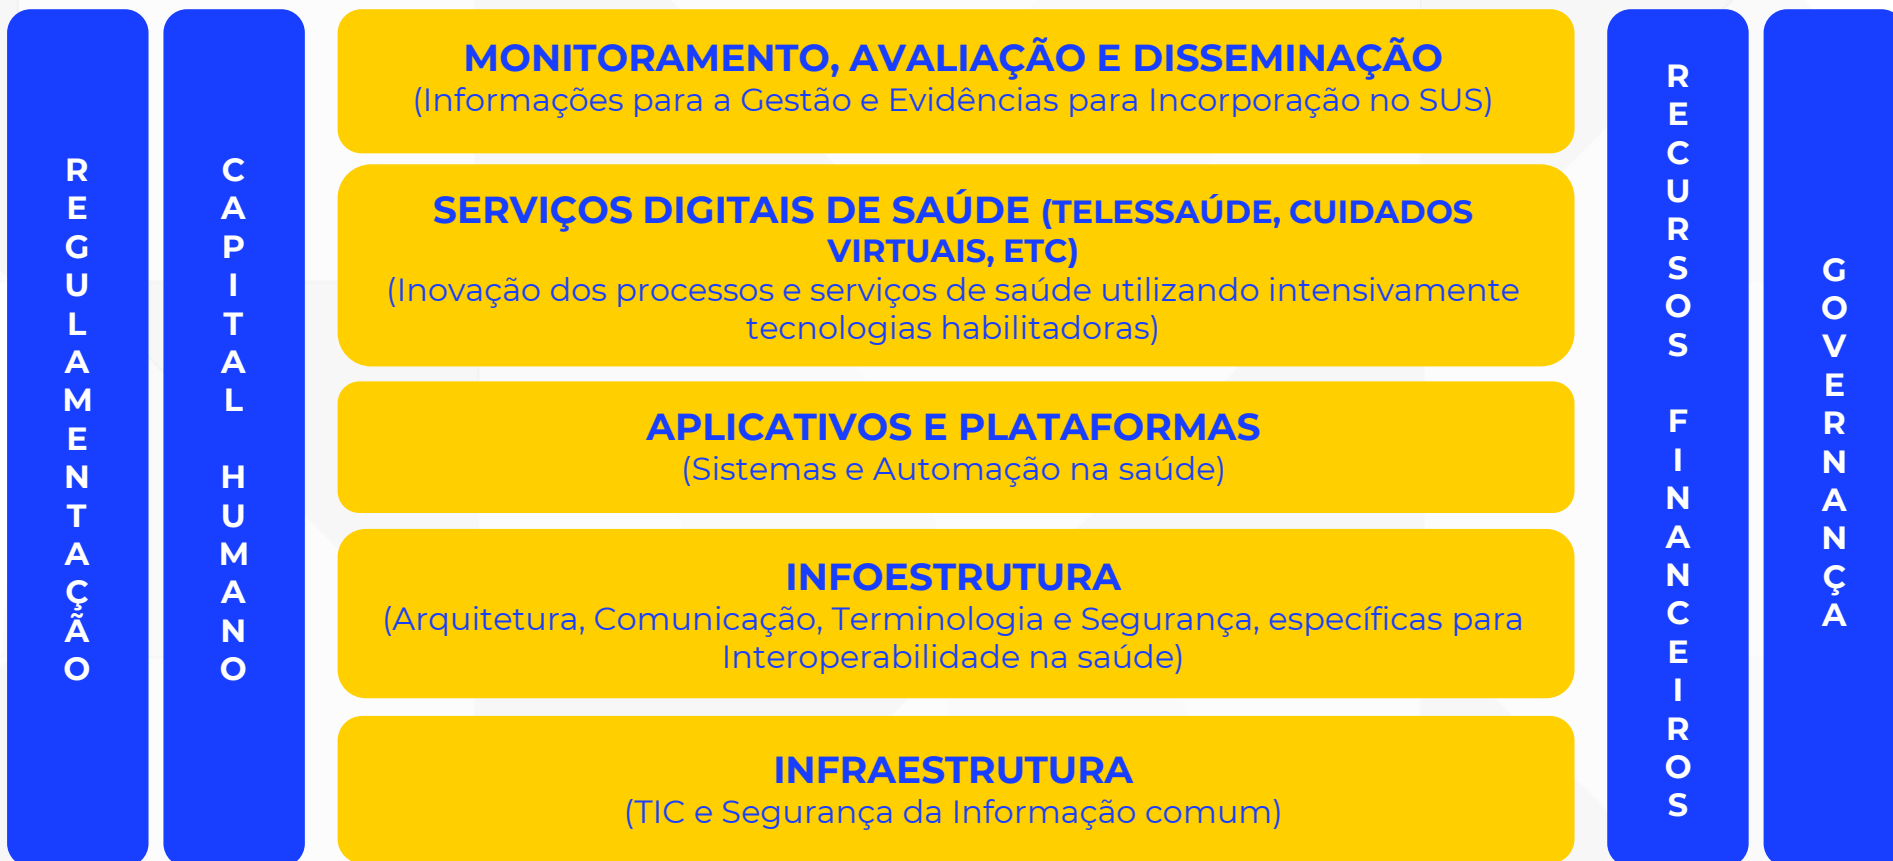 REGULAMENTAÇÃO
CAPITAL HUMANO
MONITORAMENTO, AVALIAÇÃO E DISSEMINAÇÃO
(Informações para a Gestão e Evidências para Incorporação no SUS)
SERVIÇOS DIGITAIS DE SAÚDE (TELESSAÚDE, CUIDADOS
VIRTUAIS, ETC)
(Inovação dos processos e serviços de saúde utilizando intensivamente
tecnologias habilitadoras)
APLICATIVOS E PLATAFORMAS
(Sistemas e Automação na saúde)
INFOESTRUTURA
(Arquitetura, Comunicação, Terminologia e Segurança, específicas para
Interoperabilidade na saúde)
INFRAESTRUTURA
(TIC e Segurança da Informação comum)
RECURSOS FINANCEIROS
GOVERNANÇA